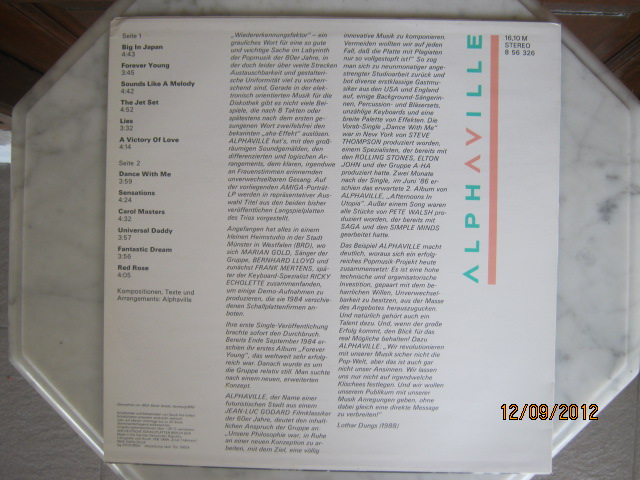 Seite 1
Big In Japan
4:43
Forever Young
3:45
Sounds Like A Melody
4:42
The Jet Set
4:52
Lies
3:32
A Victory Of Love
4:14
Seite 2
Dance With Me
3:59
Sensations
4:24
Carol Masters
4:32
Universal Daddy
3:57
Fantastic Dream
3:56
Red Rose
4:05
Kompositionen, Texte und
Arrangements: Alphaville
„Wiedererkennungsfaktor" – ein
grauliches Wort für eine so gute
und wichtige Sache im Labyrinth
der Popmusik der 80er Jahre, in
der doch leider über weite Strecken
Austauschbarkeit und gestalteri-
sche Uniformität viel zu vorherr-
schend sind. Gerade in der elek-
tronisch orientierten Musik für die
Diskothek gibt es nicht viele Bei-
spiele, die nach 8 Takten oder
spätestens nach dem ersten ge-
sungenen Wort zweifelsfrei den
bekannten „aha-Effekt" auslösen.
ALPHAVILLE hat's, mit den groß-
räumigen Soundgemälden, den
differenzierten und logischen Ar-
rangements, dem klaren, irgendwie
an Frauenstimmen erinnernden
unverwechselbaren Gesang. Auf
der vorliegenden AMIGA-Porträt-
LP werden in repräsentativer Aus-
wahl Titel aus den beiden bisher
veröffentlichten Langspielplatten
des Trios vorgestellt.
Angefangen hat alles in einem
kleinen Heimstudio in der Stadt
Münster in Westfalen (BRD), wo
sich MARIAN GOLD, Sänger der
Gruppe, BERNHARD LLOYD und
zunächst FRANK MERTENS, spä-
ter der Keyboard-Spezialist RICKY
ECHOLETTE zusammenfanden,
um einige Demo-Aufnahmen zu
produzieren, die sie 1984 verschie-
denen Schallplattenfirmen an-
boten.
Ihre erste Single-Veröffentlichung
brachte sofort den Durchbruch.
Bereits Ende September 1984 er-
schien ihr erstes Album „Forever
Young", das weltweit sehr erfolg-
reich war. Danach wurde es um
die Gruppe relativ still. Man suchte
nach einem neuen, erweiterten
Konzept.
ALPHAVILLE, der Name einer
futuristischen Stadt aus einem
JEAN-LUC GODARD Filmklassiker
der 60er Jahre, deutet den inhalt-
lichen Anspruch der Gruppe an.
„Unsere Philosophie war, in Ruhe
an einer neuen Konzeption zu ar-
beiten, mit dem Ziel, eine völlig
innovative Musik zu komponieren.
Vermeiden wollten wir auf jeden
Fall, daß die Platte mit Plagiaten
nur so vollgestopft ist!" So zog
man sich zu neunmonatiger ange-
strengter Studioarbeit zurück und
bot diverse erstklassige Gastmu-
siker aus den USA und England
auf, einige Background-Sängerin-
nen, Percussion- und Bläsersets,
unzählige Keyboards und eine
breite Palette von Effekten. Die
Vorab-Single „Dance With Me"
war in New York von STEVE
THOMPSON produziert worden,
einem Spezialisten, der bereits mit
den ROLLING STONES, ELTON
JOHN und der Gruppe A-HA
produziert hatte. Zwei Monate
nach der Single, im Juni '86 er-
schien das erwartete 2. Album von
ALPHAVILLE, „Afternoons In
Utopia". Außer einem Song waren
alle Stücke von PETE WALSH pro-
duziert worden, der bereits mit
SAGA und den SIMPLE MINDS
gearbeitet hatte.
Das Beispiel ALPHAVILLE macht
deutlich, woraus sich ein erfolg-
reiches Popmusik-Projekt heute
zusammensetzt: Es ist eine hohe
technische und organisatorische
Investition, gepaart mit dem be-
harrlichen Willen, Unverwechsel-
barkeit zu besitzen, aus der Masse
des Angebotes herauszugucken.
Und natürlich gehört auch ein
Talent dazu. Und, wenn der große
Erfolg kommt, den Blick für das
real Mögliche behalten! Dazu
ALPHAVILLE: „Wir revolutionieren
mit unserer Musik sicher nicht die
Pop-Welt, aber das ist auch gar
nicht unser Ansinnen. Wir lassen
uns nur nicht auf irgendwelche
Klischees festlegen. Und wir wollen
unserem Publikum mit unserer
Musik Anregungen geben, ohne
dabei gleich eine direkte Message
zu verbreiten!"
Lothar Dungs (1988)
16,10 M
STEREO
8 56 326
ALPHAVILLE
12/09/2012